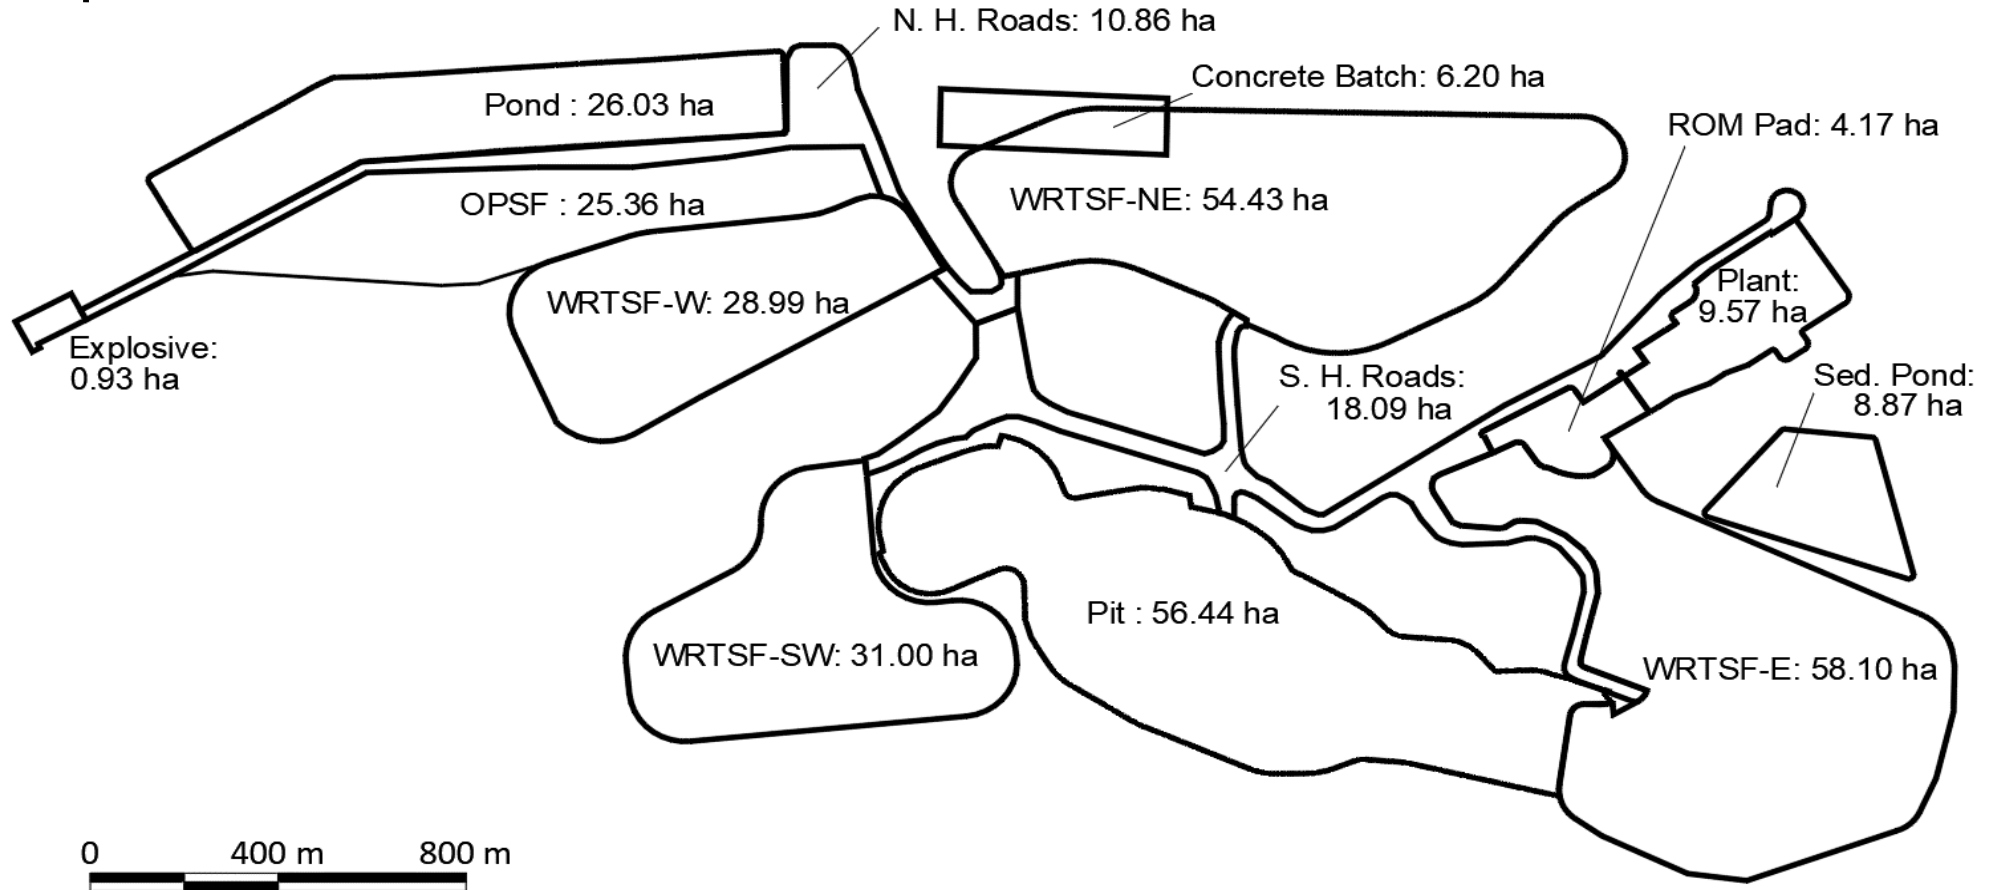 N. H. Roads: 10.86 ha
Concrete Batch: 6.20 ha
Pond : 26.03 ha
ROM Pad: 4.17 ha
OPSF : 25.36 ha
WRTSF-NE: 54.43 ha
Plant:
9.57 ha
WRTSF-W: 28.99 ha
Explosive:
0.93 ha
S. H. Roads:
18.09 ha
Sed. Pond:
8.87 ha
Pit : 56.44 ha
WRTSF-SW: 31.00 ha
WRTSF-E: 58.10 ha
0 400 m 800 m